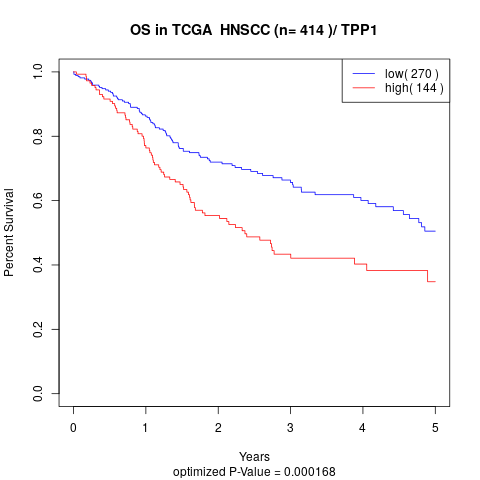 OS in TCGA  HNSCC (n= 414 )/ TPP1
low( 270 )
high( 144 )
Percent Survival
1.0
0.8
0.6
0.4
0.2
0.0
0 1 2 3 4 5
Years
optimized P-Value = 0.000168